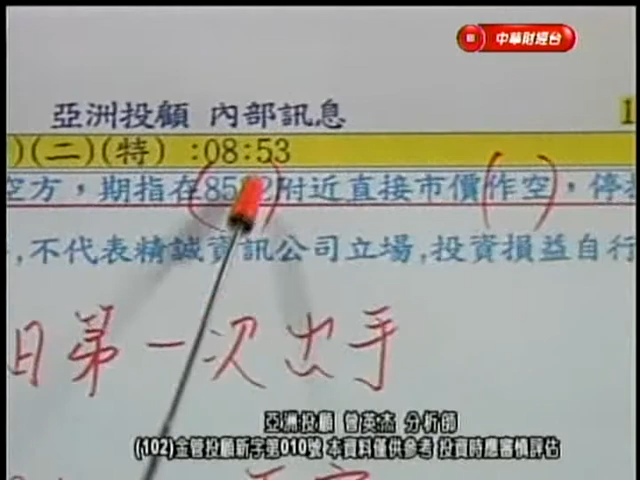 中華財經台
亞洲投顧 內部訊息
)(二)(特) :08:53
空方，期指在85 2附近直接市價(作空)，停
,不代表精誠資訊公司立場,投資損益自行
日第一次出手
亞洲投顧 曾英杰 分析師
(102)金管投顧新字第010號 本資料僅供參考 投資時應審慎評估